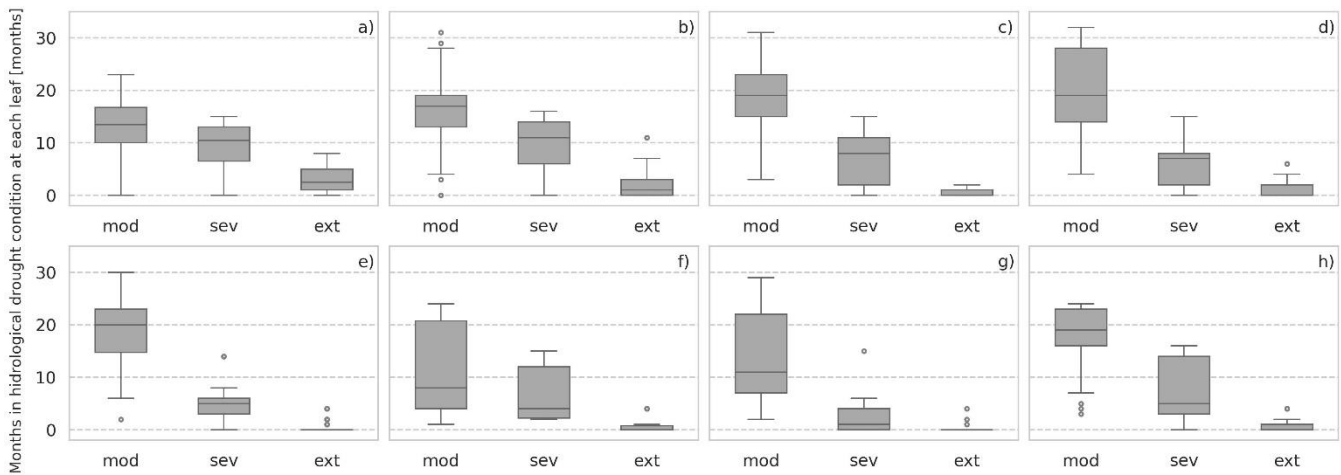 Months in hidrological drought condition at each leaf [months]
a) b) c) d)
30
20
10
0
mod sev ext mod sev ext mod sev ext mod sev ext
e) f) g) h)
30
20
10
0
mod sev ext mod sev ext mod sev ext mod sev ext